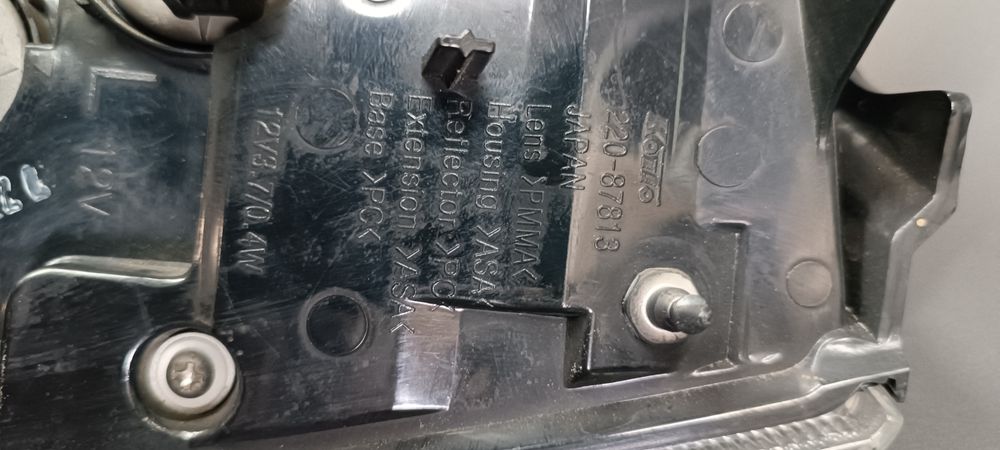 KOITO
220-87813
JAPAN
Lens >PMMA<
Housing >ASA<
Reflector >PC<
Extension >ASA<
Base >PC<
12V3.7/0.4W
L 12V